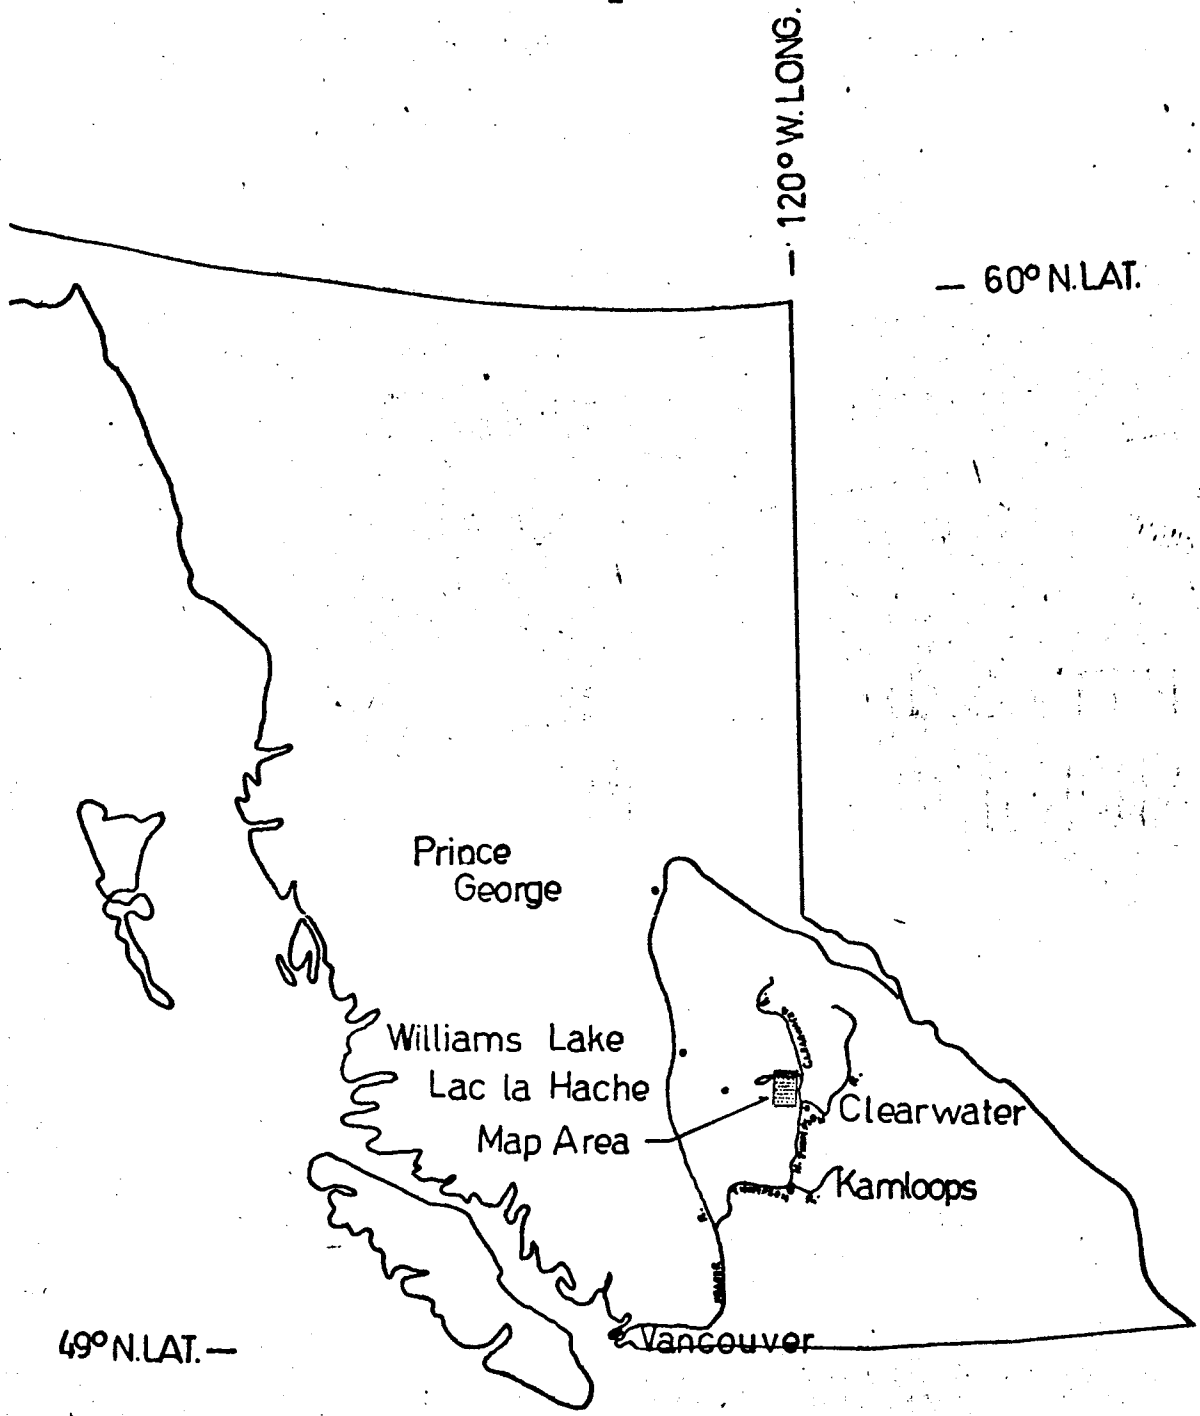 120° W. LONG.
60° N. LAT.
Prince
George
Williams Lake
Lac la Hache
Map Area
Clearwater
Kamloops
49° N. LAT.
Vancouver